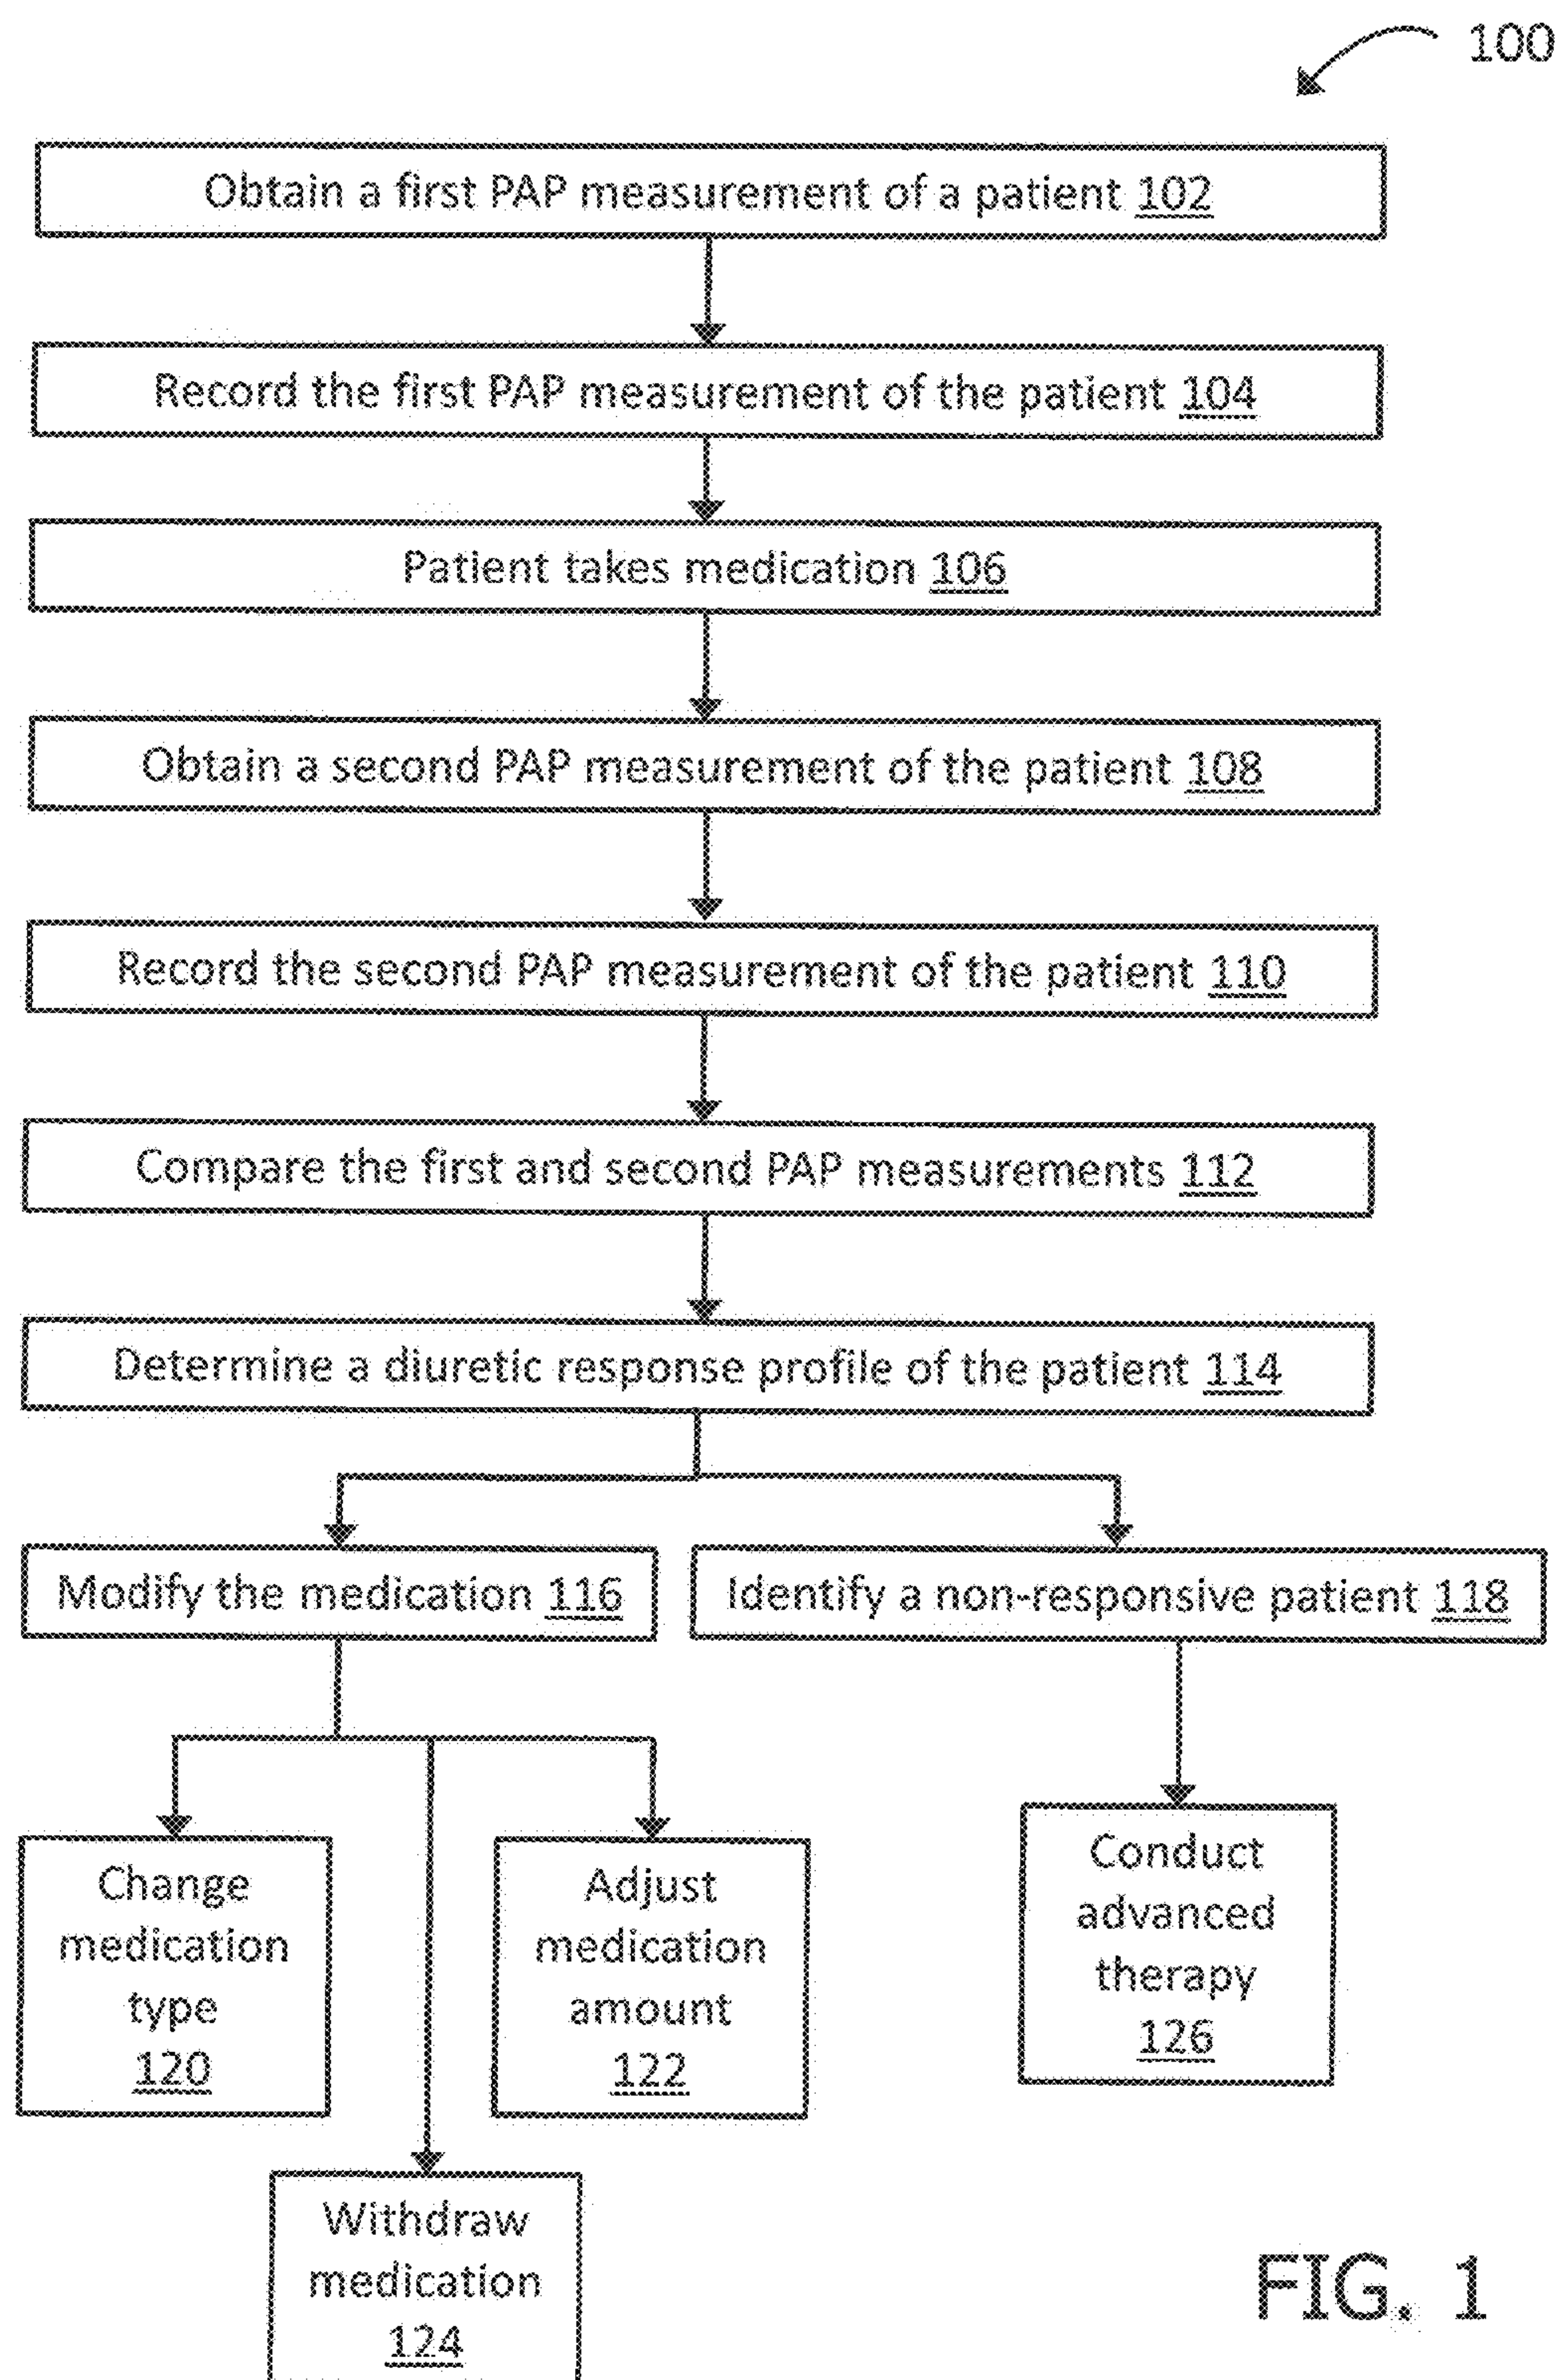 100
Obtain a first PAP measurement of a patient 102
Record the first PAP measurement of the patient 104
Patient takes medication 106
Obtain a second PAP measurement of the patient 108
Record the second PAP measurement of the patient 110
Compare the first and second PAP measurements 112
Determine a diuretic response profile of the patient 114
Modify the medication 116
Identify a non-responsive patient 118
Change
medication
type
120
Adjust
medication
amount
122
Conduct
advanced
therapy
126
Withdraw
medication
124
FIG. 1